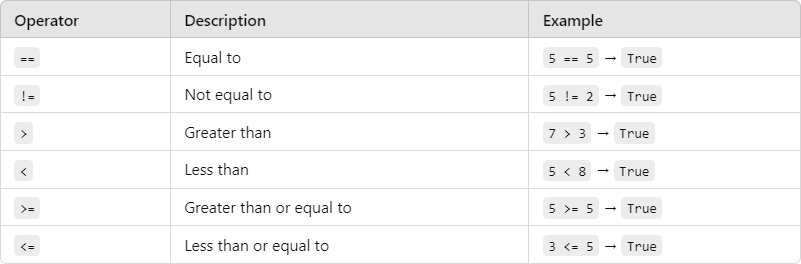 Operator Description Example
== Equal to 5 == 5 → True
!= Not equal to 5 != 2 → True
> Greater than 7 > 3 → True
< Less than 5 < 8 → True
>= Greater than or equal to 5 >= 5 → True
<= Less than or equal to 3 <= 5 → True